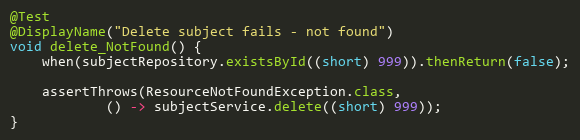 @Test
@DisplayName("Delete subject fails - not found")
void delete_NotFound() {
    when(subjectRepository.existsById((short) 999)).thenReturn(false);

    assertThrows(ResourceNotFoundException.class,
            () -> subjectService.delete((short) 999));
}